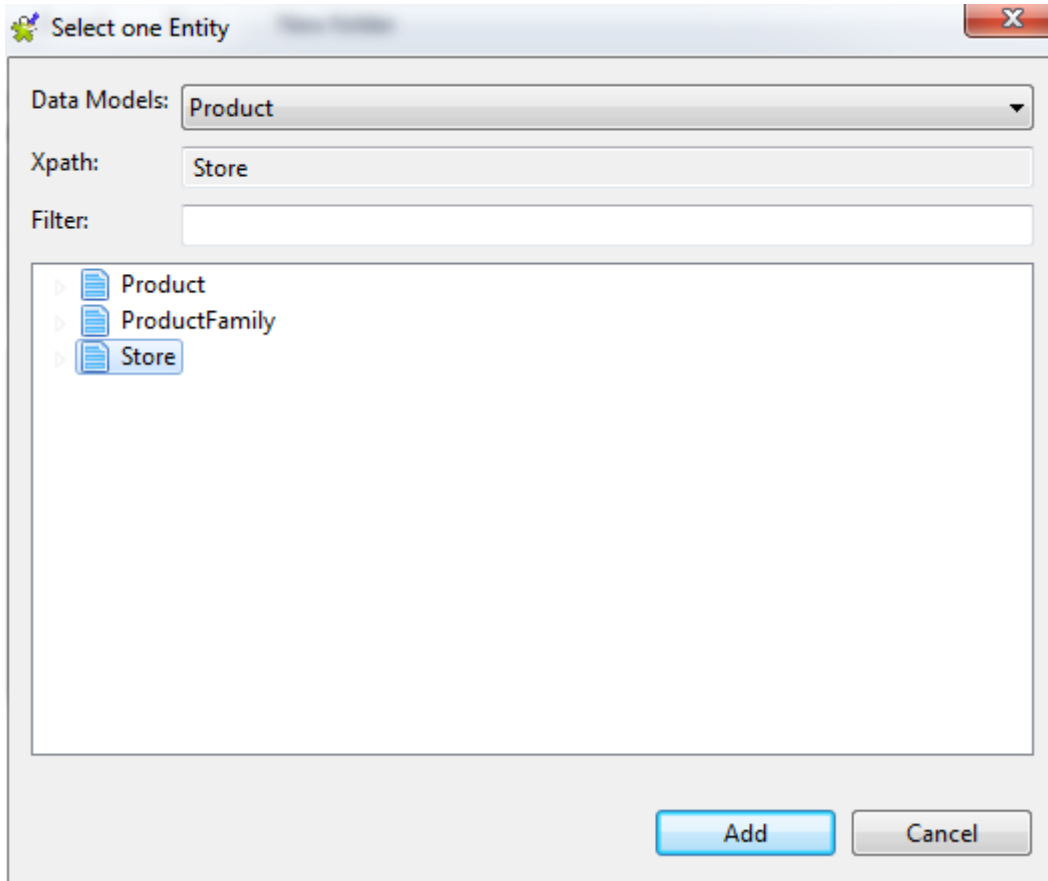 Select one Entity
Data Models: Product
Xpath: Store
Filter:
Product
ProductFamily
Store
Add Cancel